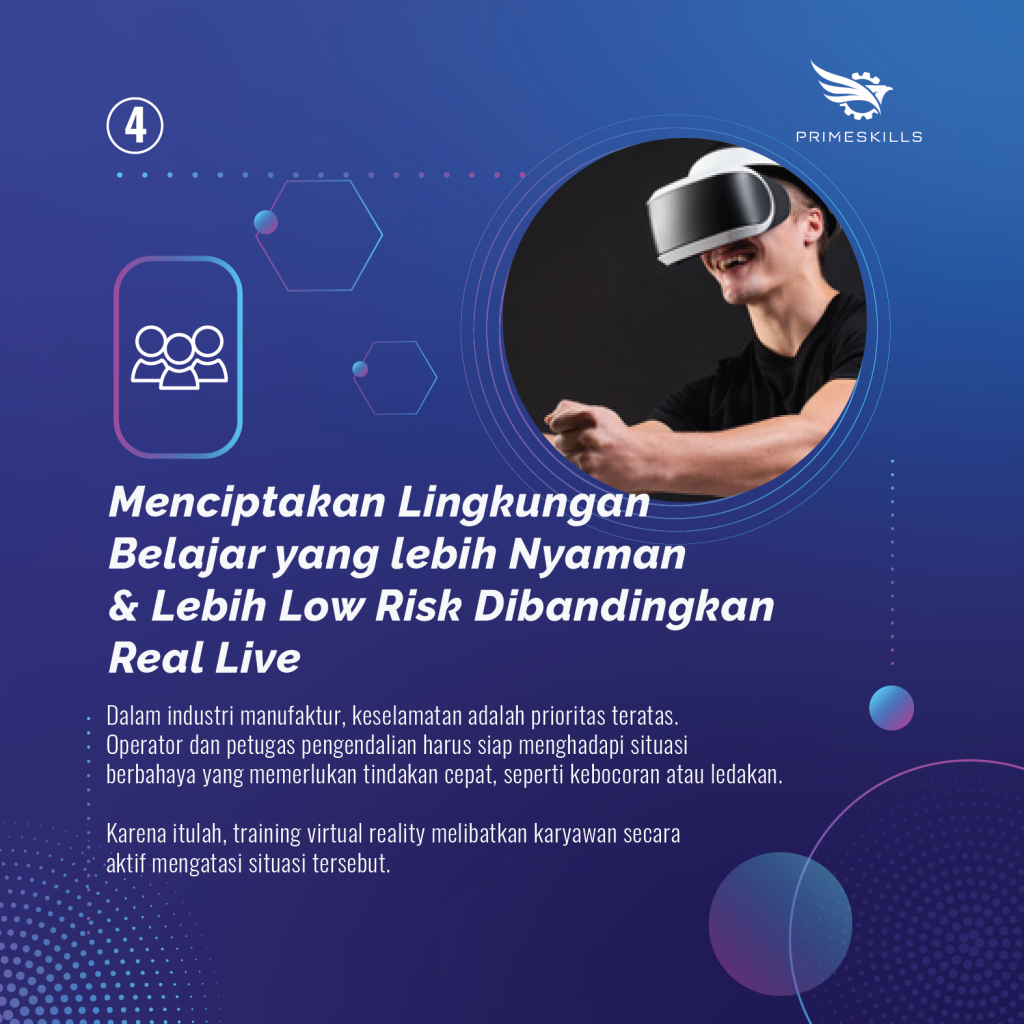 4
PRIMESKILLS
Menciptakan Lingkungan
Belajar yang lebih Nyaman
& Lebih Low Risk Dibandingkan
Real Live
Dalam industri manufaktur, keselamatan adalah prioritas teratas.
Operator dan petugas pengendalian harus siap menghadapi situasi
berbahaya yang memerlukan tindakan cepat, seperti kebocoran atau ledakan.
Karena itulah, training virtual reality melibatkan karyawan secara
aktif mengatasi situasi tersebut.